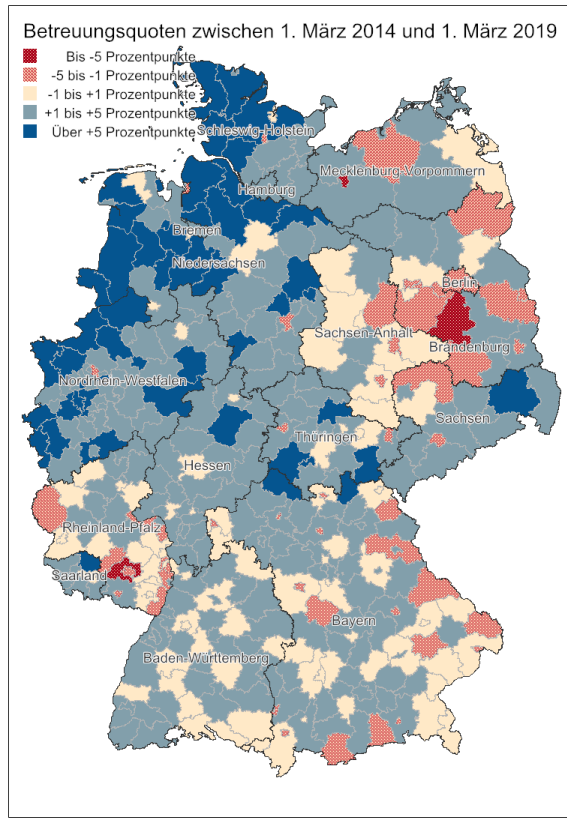 Betreuungsquoten zwischen 1. März 2014 und 1. März 2019
Bis -5 Prozentpunkte
-5 bis -1 Prozentpunkte
-1 bis +1 Prozentpunkte
+1 bis +5 Prozentpunkte
Über +5 Prozentpunkte
Schleswig-Holstein
Mecklenburg-Vorpommern
Hamburg
Bremen
Niedersachsen
Berlin
Sachsen-Anhalt
Brandenburg
Nordrhein-Westfalen
Sachsen
Thüringen
Hessen
Rheinland-Pfalz
Saarland
Bayern
Baden-Württemberg